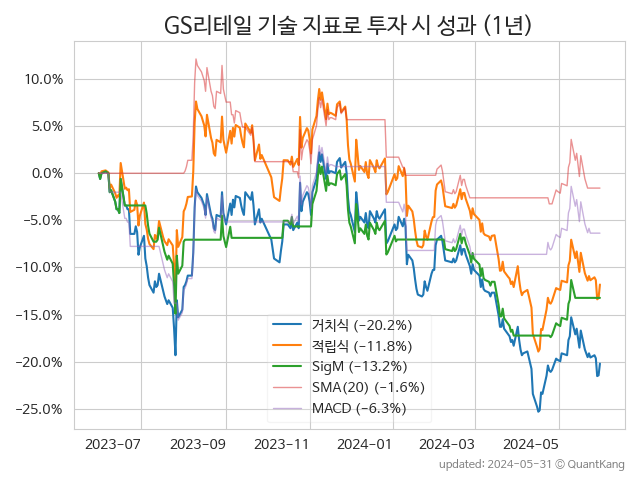 GS리테일 기술 지표로 투자 시 성과 (1년)
10.0%
5.0%
0.0%
−5.0%
−10.0%
−15.0%
−20.0%
−25.0%
거치식 (−20.2%)
적립식 (−11.8%)
SigM (−13.2%)
SMA(20) (−1.6%)
MACD (−6.3%)
2023-07 2023-09 2023-11 2024-01 2024-03 2024-05
updated: 2024-05-31 © QuantKang